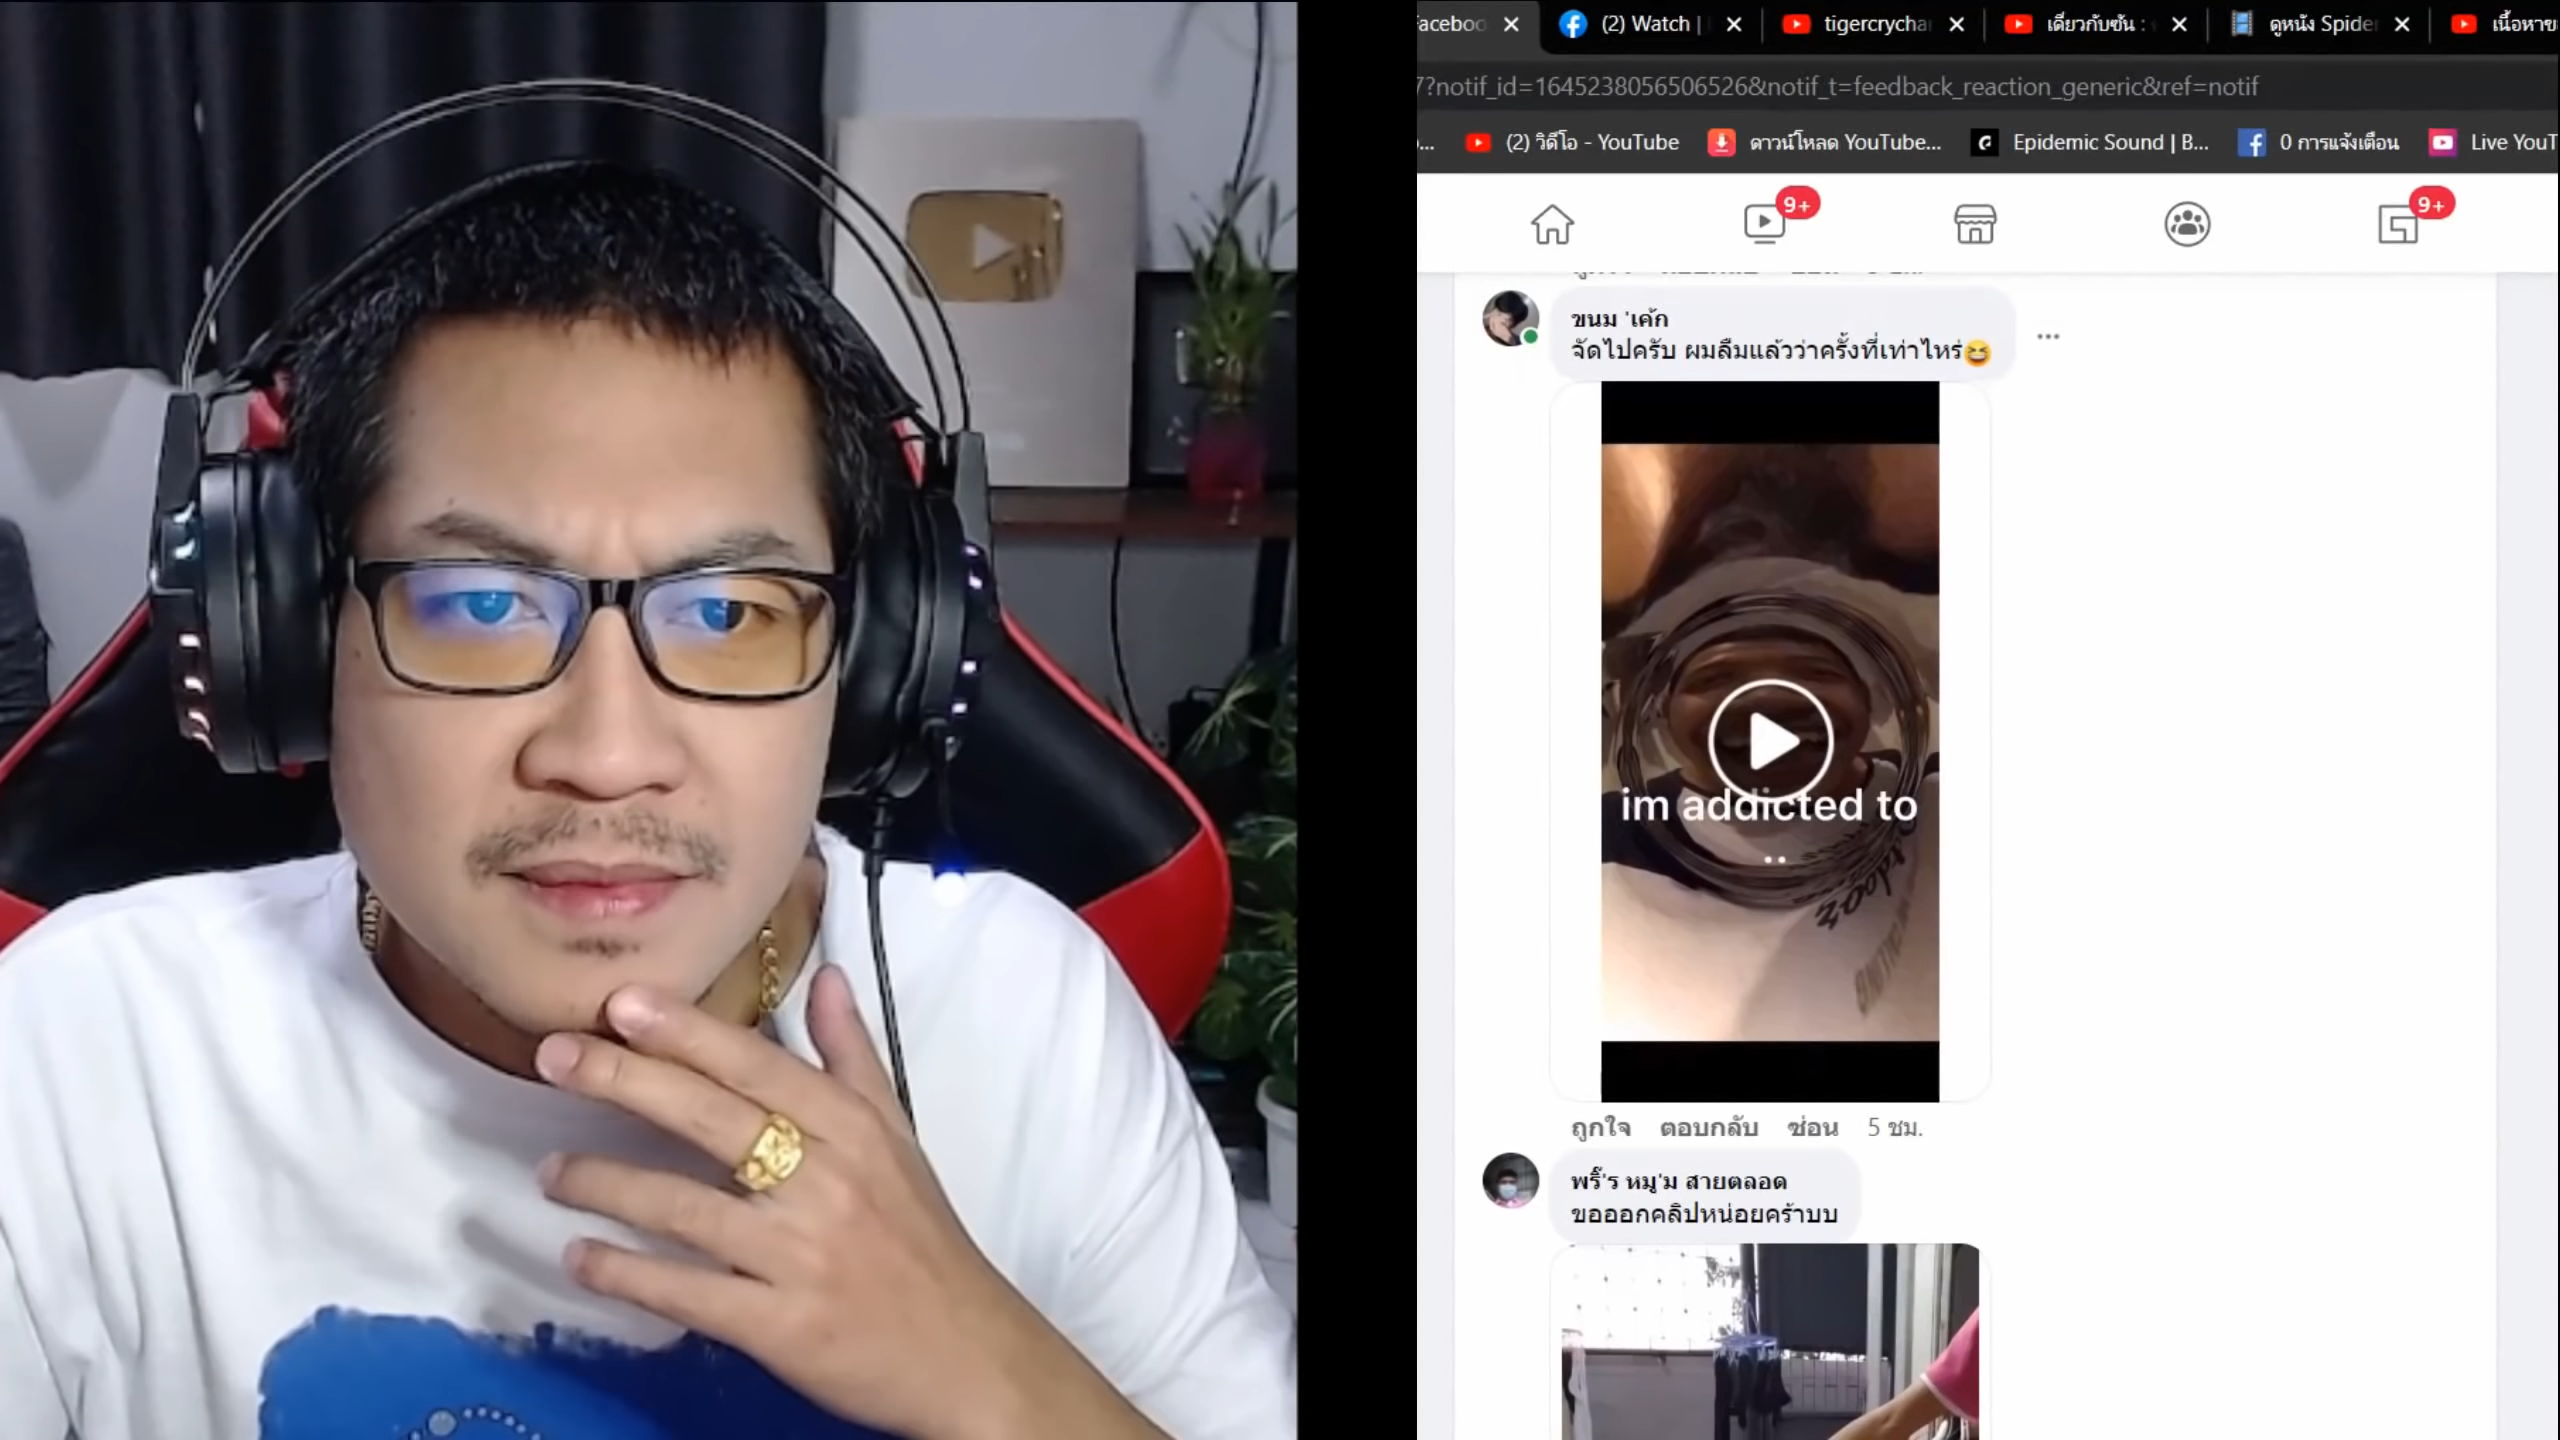 (2) Watch |
tigercrychar
เดี่ยวกับซัน :
ดูหนัง Spide
เนื้อหาข
7?notif_id=1645238056506526&notif_t=feedback_reaction_generic&ref=notif
...
(2) วิดีโอ - YouTube
ดาวน์โหลด YouTube...
Epidemic Sound | B...
0 การแจ้งเตือน
Live YouT
9+
9+
ขนม 'เค้ก
จัดไปครับ ผมลืมแล้วว่าครั้งที่เท่าไหร่😆
im addicted to
..
ถูกใจ ตอบกลับ ซ่อน 5 ชม.
พรี๊'ร หมู'ม สายตลอด
ขอออกคลิปหน่อยคร้าบบ